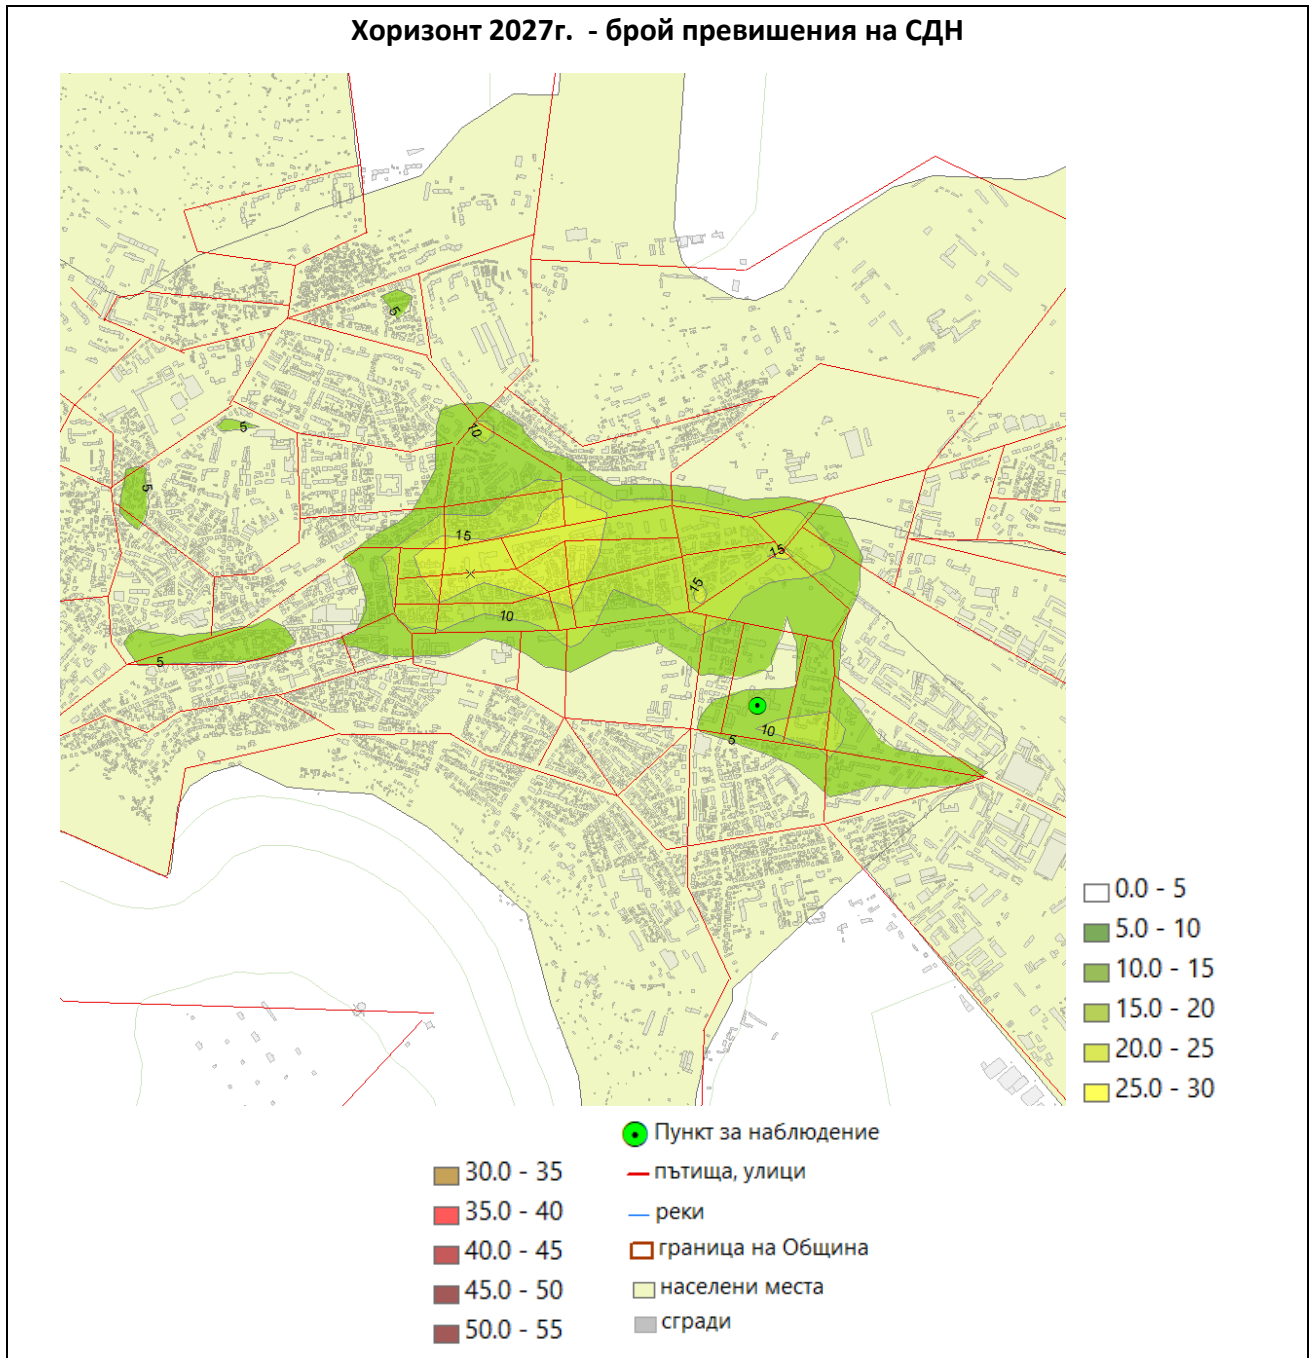 Хоризонт 2027г.  - брой превишения на СДН
5
5
5
10
15
15
15
10
5
10
5
0.0 - 5
5.0 - 10
10.0 - 15
15.0 - 20
20.0 - 25
25.0 - 30
Пункт за наблюдение
30.0 - 35
пътища, улици
35.0 - 40
реки
40.0 - 45
граница на Община
45.0 - 50
населени места
50.0 - 55
сгради